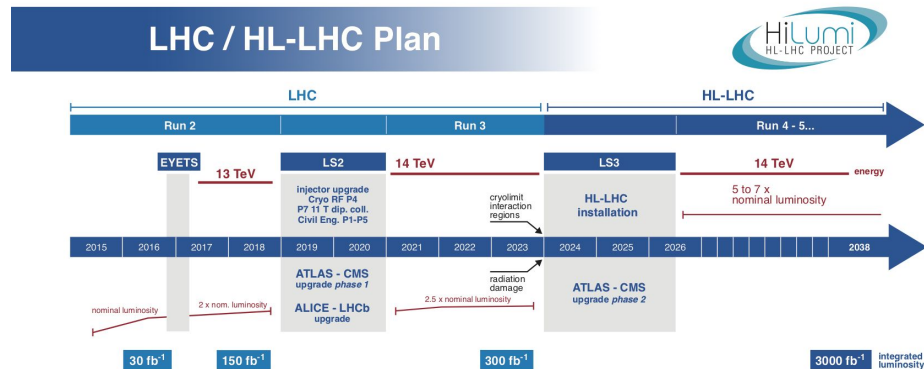 LHC / HL-LHC Plan
HiLumi
HL-LHC PROJECT
LHC
HL-LHC
Run 2
Run 3
Run 4 - 5...
EYETS
LS2
14 TeV
LS3
14 TeV
13 TeV
energy
injector upgrade
Cryo RF P4
P7 11 T dip. coll.
Civil Eng. P1-P5
cryolimit
interaction
regions
HL-LHC
installation
5 to 7 x
nominal luminosity
2015 2016 2017 2018 2019 2020 2021 2022 2023 2024 2025 2026 2038
radiation
damage
ATLAS - CMS
upgrade phase 1
ALICE - LHCb
upgrade
ATLAS - CMS
upgrade phase 2
nominal luminosity
2 x nom. luminosity
2.5 x nominal luminosity
30 fb⁻¹
150 fb⁻¹
300 fb⁻¹
3000 fb⁻¹
integrated
luminosity